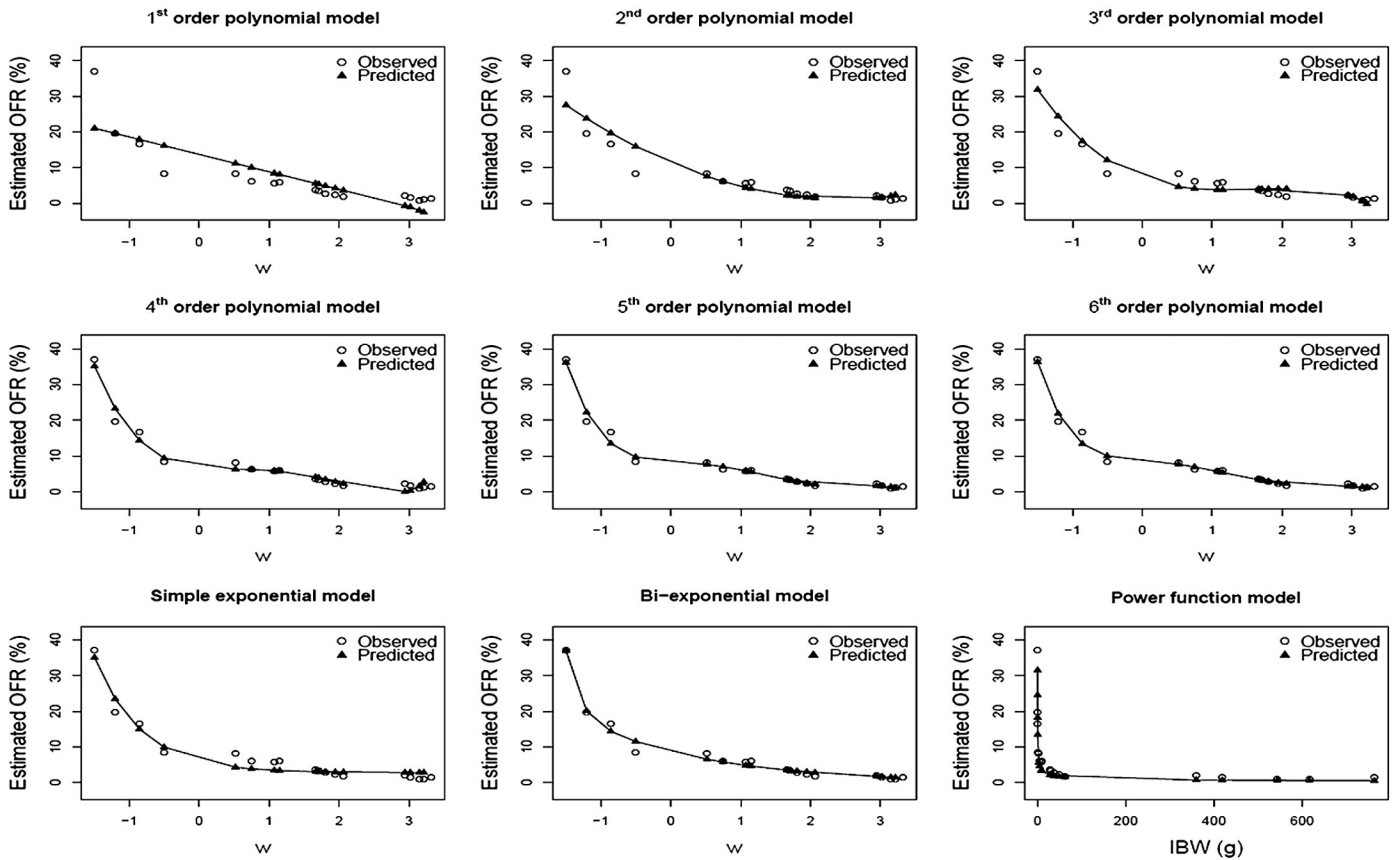 1st order polynomial model
Estimated OFR (%)
40
30
20
10
0
Observed
Predicted
−1 0 1 2 3
W
2nd order polynomial model
Estimated OFR (%)
40
30
20
10
0
Observed
Predicted
−1 0 1 2 3
W
3rd order polynomial model
Estimated OFR (%)
40
30
20
10
0
Observed
Predicted
−1 0 1 2 3
W
4th order polynomial model
Estimated OFR (%)
40
30
20
10
0
Observed
Predicted
−1 0 1 2 3
W
5th order polynomial model
Estimated OFR (%)
40
30
20
10
0
Observed
Predicted
−1 0 1 2 3
W
6th order polynomial model
Estimated OFR (%)
40
30
20
10
0
Observed
Predicted
−1 0 1 2 3
W
Simple exponential model
Estimated OFR (%)
40
30
20
10
0
Observed
Predicted
−1 0 1 2 3
W
Bi−exponential model
Estimated OFR (%)
40
30
20
10
0
Observed
Predicted
−1 0 1 2 3
W
Power function model
Estimated OFR (%)
40
30
20
10
0
Observed
Predicted
0 200 400 600
IBW (g)